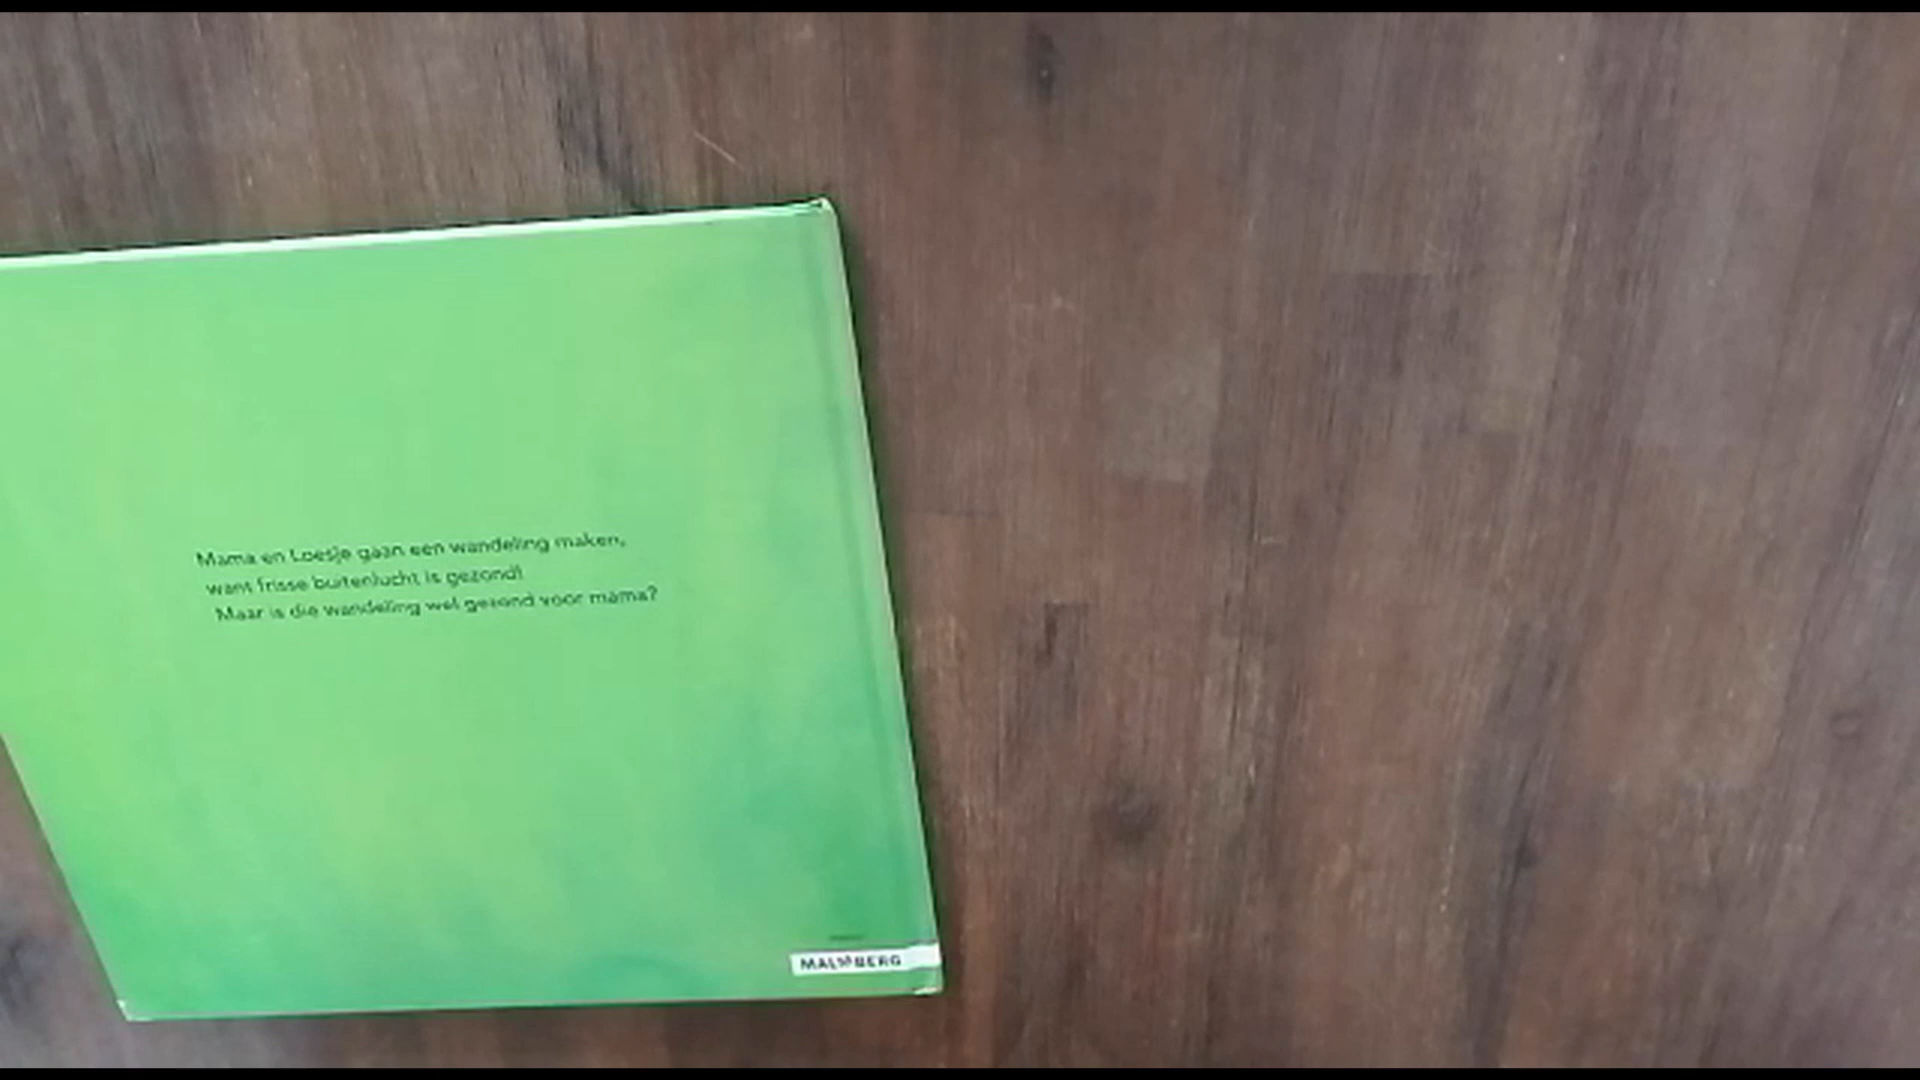 Mama en Loesje gaan een wandeling maken,
want frisse buitenlucht is gezond!
Maar is die wandeling wel gezond voor mama?
MALMBERG